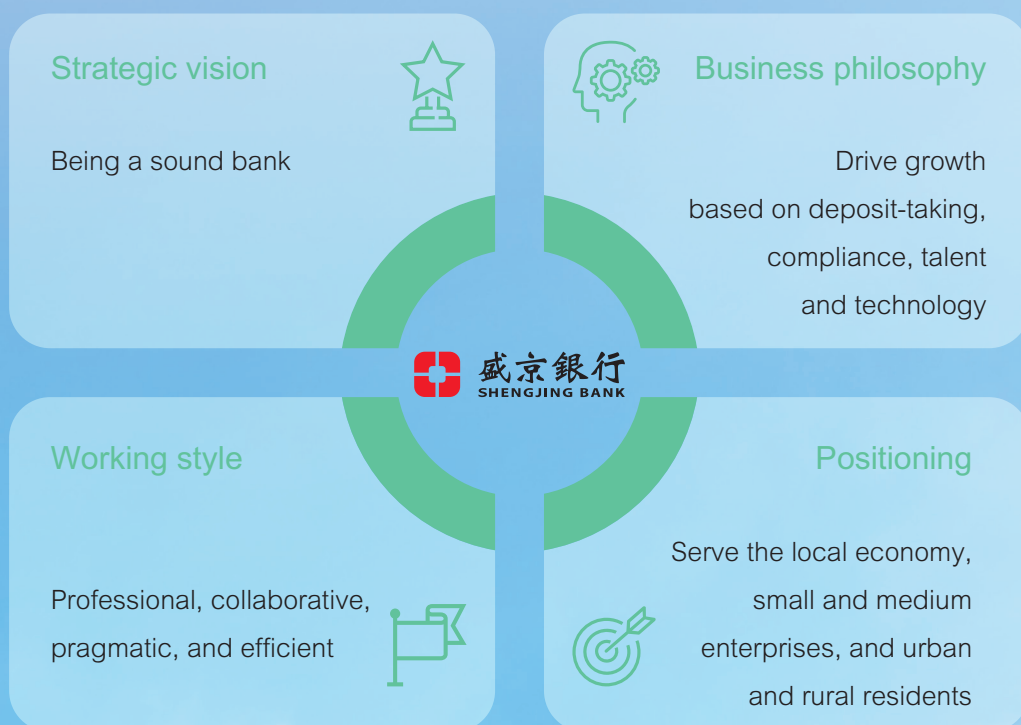 Strategic vision
Being a sound bank
Business philosophy
Drive growth
based on deposit-taking,
compliance, talent
and technology
盛京銀行
SHENGJING BANK
Working style
Professional, collaborative,
pragmatic, and efficient
Positioning
Serve the local economy,
small and medium
enterprises, and urban
and rural residents